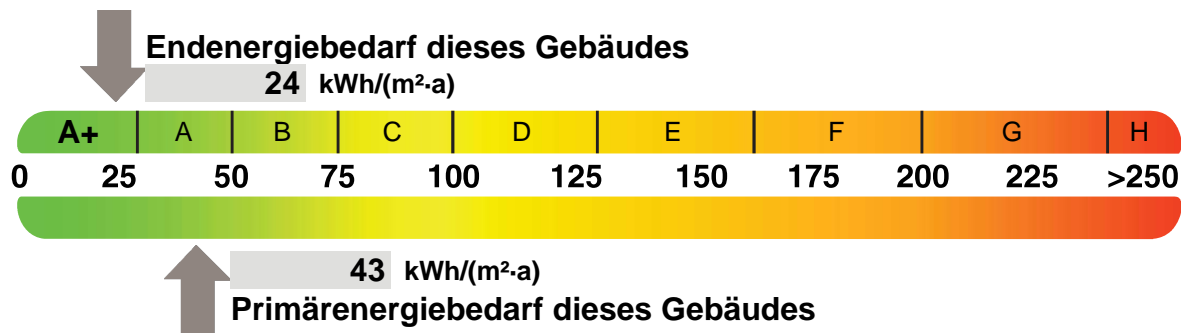 Endenergiebedarf dieses Gebäudes
24 kWh/(m²·a)
A+ A B C D E F G H
0 25 50 75 100 125 150 175 200 225 >250
43 kWh/(m²·a)
Primärenergiebedarf dieses Gebäudes